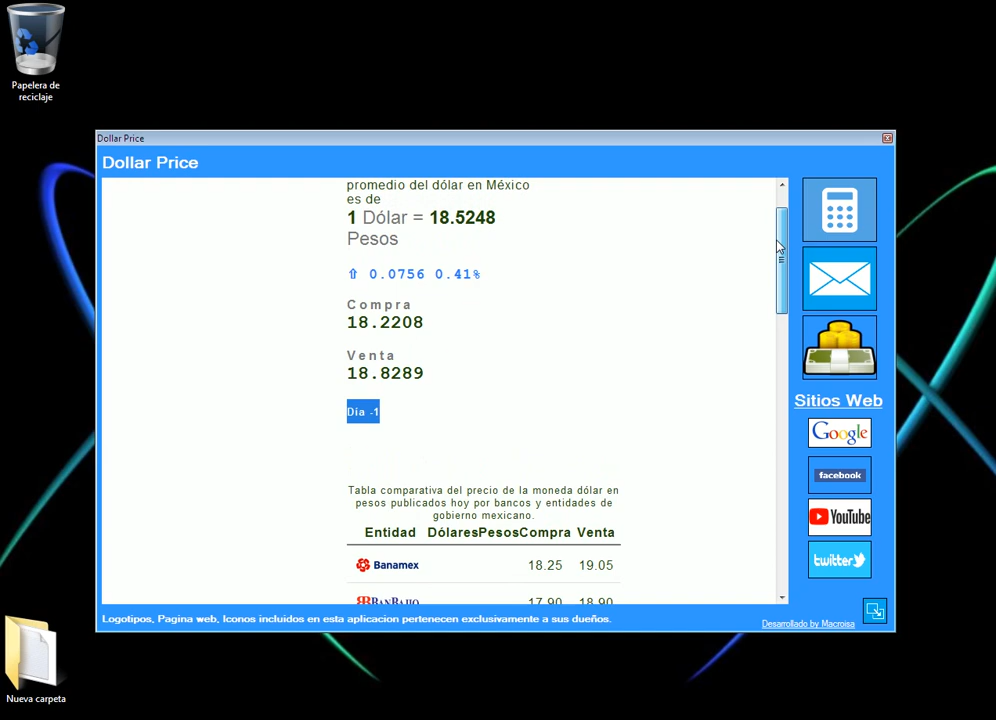 Papelera de
reciclaje
Dollar Price
Dollar Price
promedio del dólar en México
es de
1 Dólar = 18.5248
Pesos
⇧ 0.0756 0.41%
Compra
18.2208
Venta
18.8289
Dia -1
Tabla comparativa del precio de la moneda dólar en
pesos publicados hoy por bancos y entidades de
gobierno mexicano.
Entidad DólaresPesosCompra Venta
Banamex 18.25 19.05
BANBAJIO 17.90 18.90
Sitios Web
Google
facebook
YouTube
twitter
Logotipos, Pagina web, Iconos incluidos en esta aplicacion pertenecen exclusivamente a sus dueños.
Desarrollado by Macroisa
Nueva carpeta